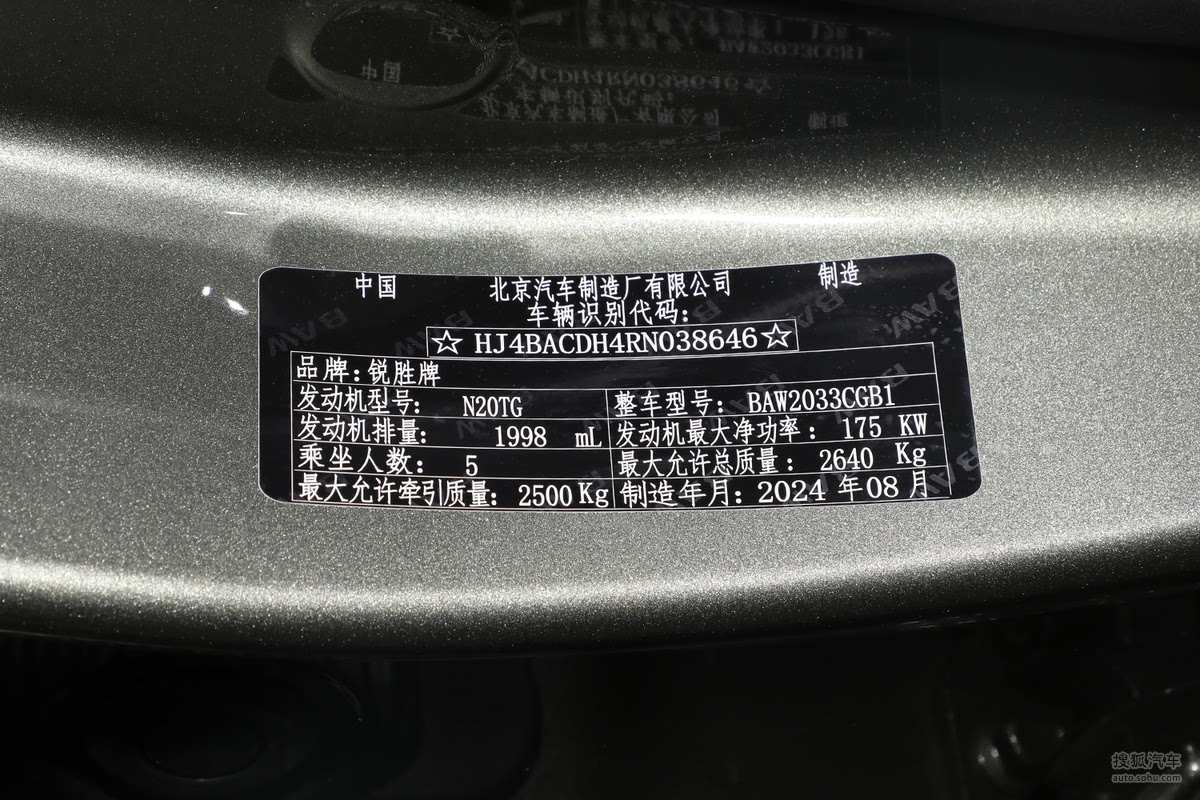 中国 北京汽车制造厂有限公司 制造
车辆识别代码:
☆ HJ4BACDH4RN038646☆
品牌: 锐胜牌
发动机型号: N20TG 整车型号: BAW2033CGB1
发动机排量: 1998 mL 发动机最大净功率: 175 KW
乘坐人数: 5 最大允许总质量: 2640 Kg
最大允许牵引质量: 2500Kg 制造年月: 2024 年08 月
搜狐汽车
auto.sohu.com